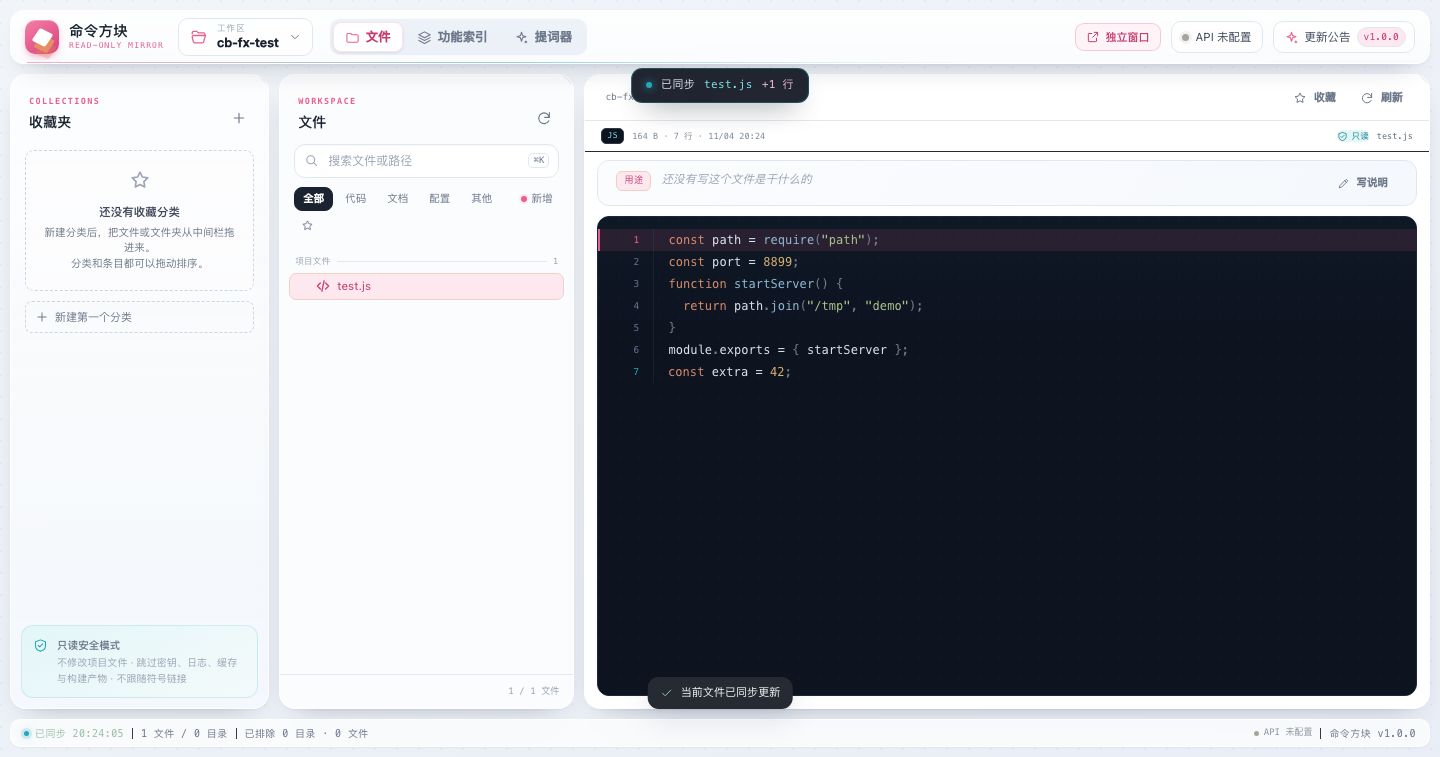 命令方块
READ-ONLY MIRROR
工作区
cb-fx-test
文件
功能索引
提词器
独立窗口
API 未配置
更新公告 v1.0.0
已同步 test.js +1 行
COLLECTIONS
收藏夹
还没有收藏分类
新建分类后，把文件或文件夹从中间栏拖
进来。
分类和条目都可以拖动排序。
新建第一个分类
只读安全模式
不修改项目文件 · 跳过密钥、日志、缓存
与构建产物 · 不跟随符号链接
WORKSPACE
文件
搜索文件或路径 ⌘K
全部 代码 文档 配置 其他 新增
项目文件 1
test.js
1 / 1 文件
收藏 刷新
JS 164 B · 7 行 · 11/04 20:24 只读 test.js
用途 还没有写这个文件是干什么的 写说明
1 const path = require("path");
2 const port = 8899;
3 function startServer() {
4   return path.join("/tmp", "demo");
5 }
6 module.exports = { startServer };
7 const extra = 42;
当前文件已同步更新
已同步 20:24:05 | 1 文件 / 0 目录 | 已排除 0 目录 · 0 文件
API 未配置 | 命令方块 v1.0.0